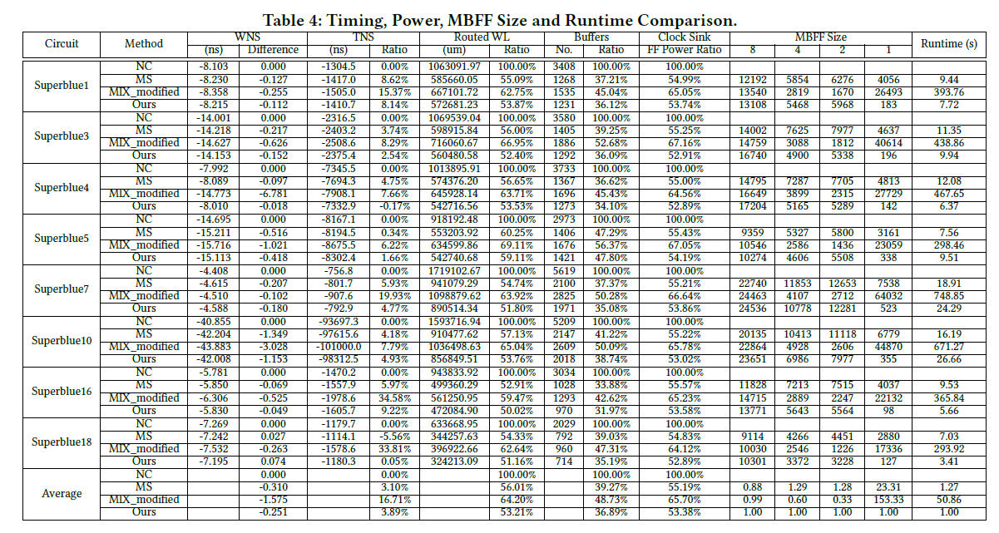 Table 4: Timing, Power, MBFF Size and Runtime Comparison.
Circuit Method WNS TNS Routed WL Buffers Clock Sink MBFF Size Runtime (s)
(ns) Difference (ns) Ratio (um) Ratio No. Ratio FF Power Ratio 8 4 2 1
Superblue1
NC -8.103 0.000 -1304.5 0.00% 1063091.97 100.00% 3408 100.00% 100.00%
MS -8.230 -0.127 -1417.0 8.62% 585660.05 55.09% 1268 37.21% 54.99% 12192 5854 6276 4056 9.44
MIX_modified -8.358 -0.255 -1505.0 15.37% 667101.72 62.75% 1535 45.04% 65.05% 13540 2819 1670 26493 393.76
Ours -8.215 -0.112 -1410.7 8.14% 572681.23 53.87% 1231 36.12% 53.74% 13108 5468 5968 183 7.72
Superblue3
NC -14.001 0.000 -2316.5 0.00% 1069539.04 100.00% 3580 100.00% 100.00%
MS -14.218 -0.217 -2403.2 3.74% 598915.84 56.00% 1405 39.25% 55.25% 14002 7625 7977 4637 11.35
MIX_modified -14.627 -0.626 -2508.6 8.29% 716060.67 66.95% 1886 52.68% 67.16% 14759 3088 1812 40614 438.86
Ours -14.153 -0.152 -2375.4 2.54% 560480.58 52.40% 1292 36.09% 52.91% 16740 4900 5338 196 9.94
Superblue4
NC -7.992 0.000 -7345.5 0.00% 1013895.91 100.00% 3733 100.00% 100.00%
MS -8.089 -0.097 -7694.3 4.75% 574376.20 56.65% 1367 36.62% 55.00% 14795 7287 7705 4813 12.08
MIX_modified -14.773 -6.781 -7908.1 7.66% 645928.14 63.71% 1696 45.43% 64.56% 16649 3899 2315 27729 467.65
Ours -8.010 -0.018 -7332.9 -0.17% 542716.56 53.53% 1273 34.10% 52.89% 17204 5165 5289 142 6.37
Superblue5
NC -14.695 0.000 -8167.1 0.00% 918192.48 100.00% 2973 100.00% 100.00%
MS -15.211 -0.516 -8194.5 0.34% 553203.92 60.25% 1406 47.29% 55.43% 9359 5327 5800 3161 7.56
MIX_modified -15.716 -1.021 -8675.5 6.22% 634599.86 69.11% 1676 56.37% 67.05% 10546 2586 1436 23059 298.46
Ours -15.113 -0.418 -8302.4 1.66% 542740.68 59.11% 1421 47.80% 54.19% 10274 4606 5508 338 9.51
Superblue7
NC -4.408 0.000 -756.8 0.00% 1719102.67 100.00% 5619 100.00% 100.00%
MS -4.615 -0.207 -801.7 5.93% 941079.29 54.74% 2100 37.37% 55.21% 22740 11853 12653 7538 18.91
MIX_modified -4.510 -0.102 -907.6 19.93% 1098879.62 63.92% 2825 50.28% 66.64% 24463 4107 2712 64032 748.85
Ours -4.588 -0.180 -792.9 4.77% 890514.34 51.80% 1971 35.08% 53.86% 24536 10778 12281 523 24.29
Superblue10
NC -40.855 0.000 -93697.3 0.00% 1593716.94 100.00% 5209 100.00% 100.00%
MS -42.204 -1.349 -97615.6 4.18% 910477.62 57.13% 2147 41.22% 55.22% 20135 10413 11118 6779 16.19
MIX_modified -43.883 -3.028 -101000.0 7.79% 1036498.63 65.04% 2609 50.09% 65.78% 22864 4928 2606 44870 671.27
Ours -42.008 -1.153 -98312.5 4.93% 856849.51 53.76% 2018 38.74% 53.02% 23651 6986 7977 355 26.66
Superblue16
NC -5.781 0.000 -1470.2 0.00% 943833.92 100.00% 3034 100.00% 100.00%
MS -5.850 -0.069 -1557.9 5.97% 499360.29 52.91% 1028 33.88% 55.57% 11828 7213 7515 4037 9.53
MIX_modified -6.306 -0.525 -1978.6 34.58% 561250.95 59.47% 1293 42.62% 65.23% 14715 2889 2247 22132 365.84
Ours -5.830 -0.049 -1605.7 9.22% 472084.90 50.02% 970 31.97% 53.58% 13771 5643 5564 98 5.66
Superblue18
NC -7.269 0.000 -1179.7 0.00% 633668.95 100.00% 2029 100.00% 100.00%
MS -7.242 0.027 -1114.1 -5.56% 344257.63 54.33% 792 39.03% 54.83% 9114 4266 4451 2880 7.03
MIX_modified -7.532 -0.263 -1578.6 33.81% 396922.66 62.64% 960 47.31% 64.12% 10030 2546 1226 17336 293.92
Ours -7.195 0.074 -1180.3 0.05% 324213.09 51.16% 714 35.19% 52.89% 10301 3372 3228 127 3.41
Average
NC 0.000 0.00% 100.00% 100.00% 100.00%
MS -0.310 3.10% 56.01% 39.27% 55.19% 0.88 1.29 1.28 23.31 1.27
MIX_modified -1.575 16.71% 64.20% 48.73% 65.70% 0.99 0.60 0.33 153.33 50.86
Ours -0.251 3.89% 53.21% 36.89% 53.38% 1.00 1.00 1.00 1.00 1.00